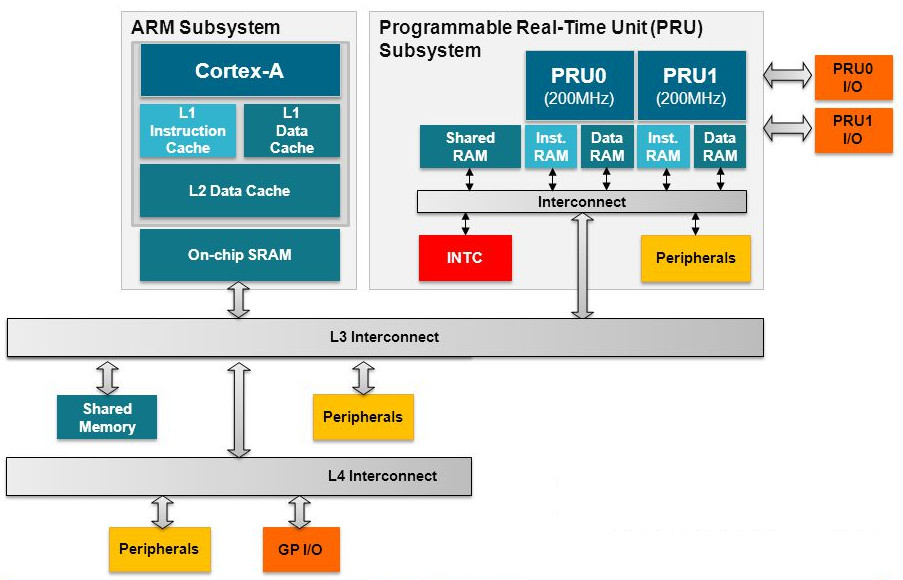 ARM Subsystem
Cortex-A
L1
Instruction
Cache
L1
Data
Cache
L2 Data Cache
On-chip SRAM
Programmable Real-Time Unit (PRU)
Subsystem
PRU0
(200MHz)
PRU1
(200MHz)
Shared
RAM
Inst.
RAM
Data
RAM
Inst.
RAM
Data
RAM
Interconnect
INTC
Peripherals
PRU0
I/O
PRU1
I/O
L3 Interconnect
Shared
Memory
Peripherals
L4 Interconnect
Peripherals
GP I/O